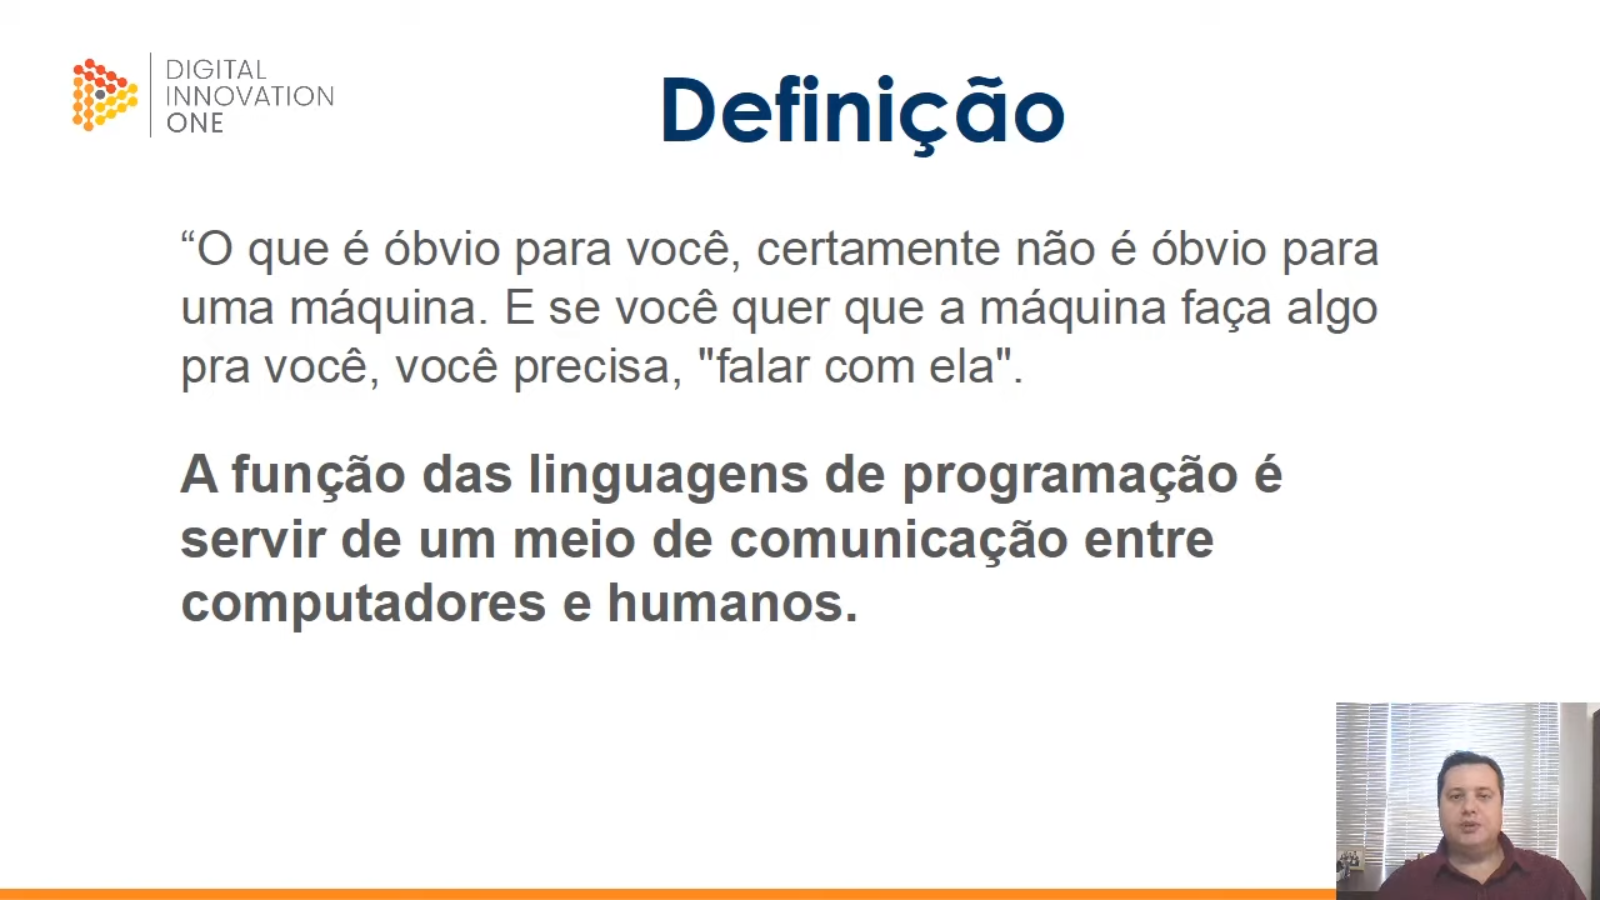 DIGITAL
INNOVATION
ONE
Definição
“O que é óbvio para você, certamente não é óbvio para
uma máquina. E se você quer que a máquina faça algo
pra você, você precisa, "falar com ela".
A função das linguagens de programação é
servir de um meio de comunicação entre
computadores e humanos.